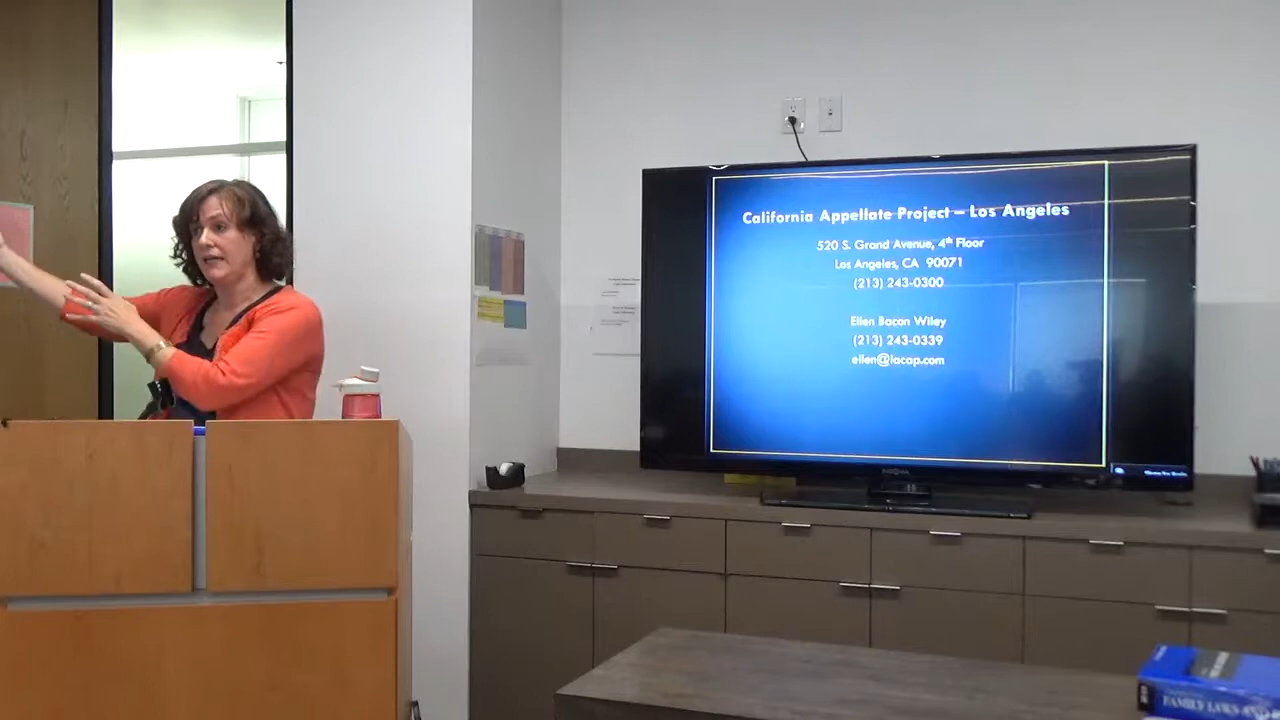 California Appellate Project – Los Angeles
520 S. Grand Avenue, 4th Floor
Los Angeles, CA 90071
(213) 243-0300
Ellen Bacon Wiley
(213) 243-0339
ellen@lacap.com
FAMILY LAWS AND